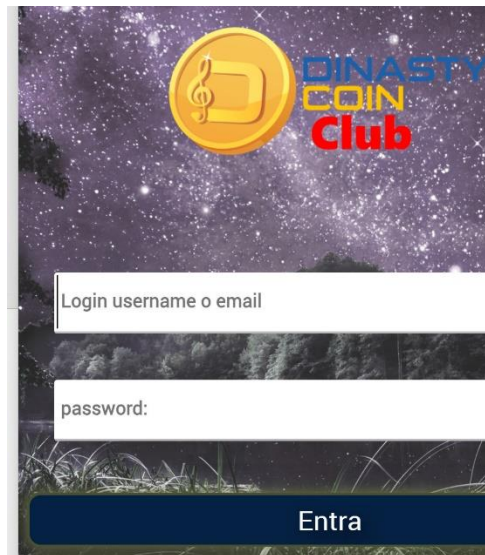 DINASTY
COIN
Club
Login username o email
password:
Entra